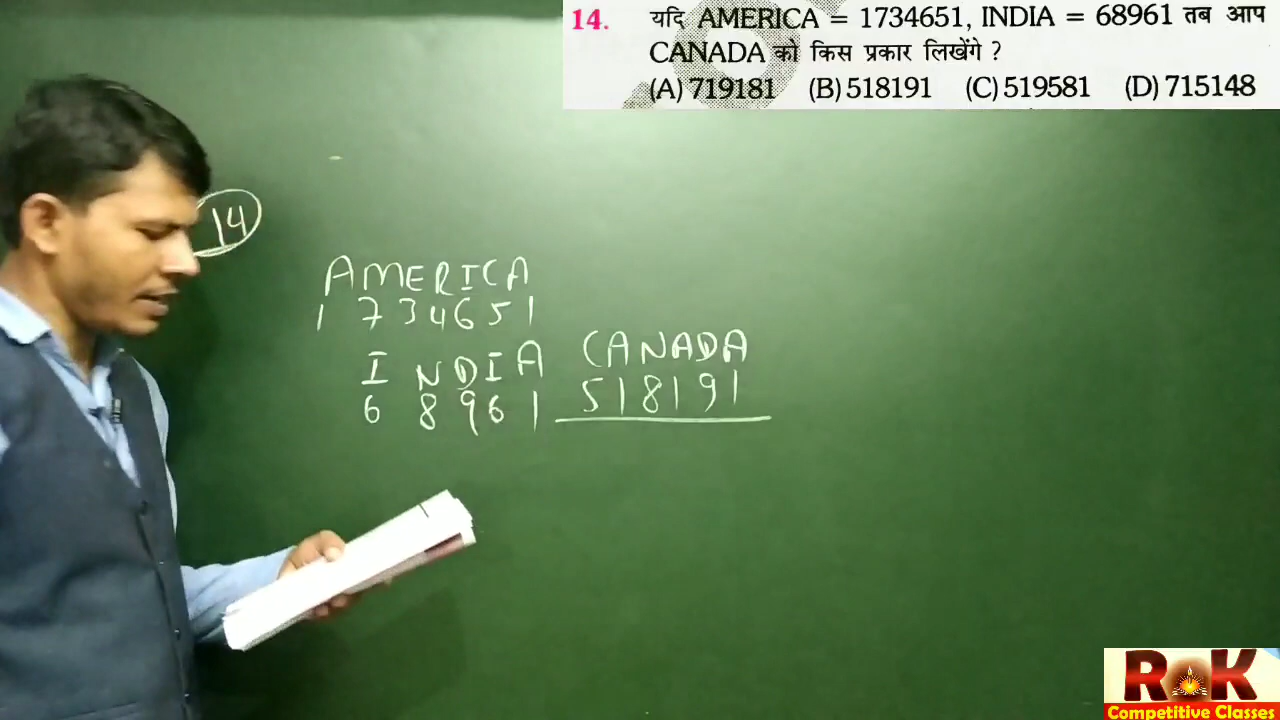 14. यदि AMERICA = 1734651, INDIA = 68961 तब आप
CANADA को किस प्रकार लिखेंगे ?
(A) 719181 (B) 518191 (C) 519581 (D) 715148
14
AMERICA
1734651
INDIA
68961
CANADA
518191
ROK
Competitive Classes